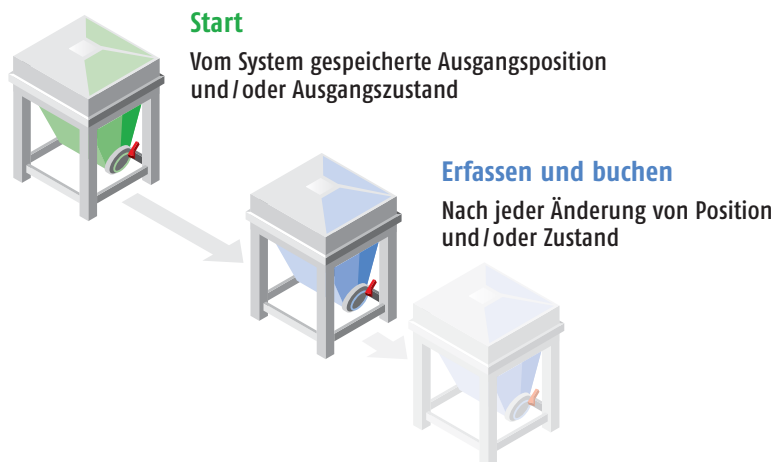 Start
Vom System gespeicherte Ausgangsposition
und/oder Ausgangszustand
Erfassen und buchen
Nach jeder Änderung von Position
und/oder Zustand